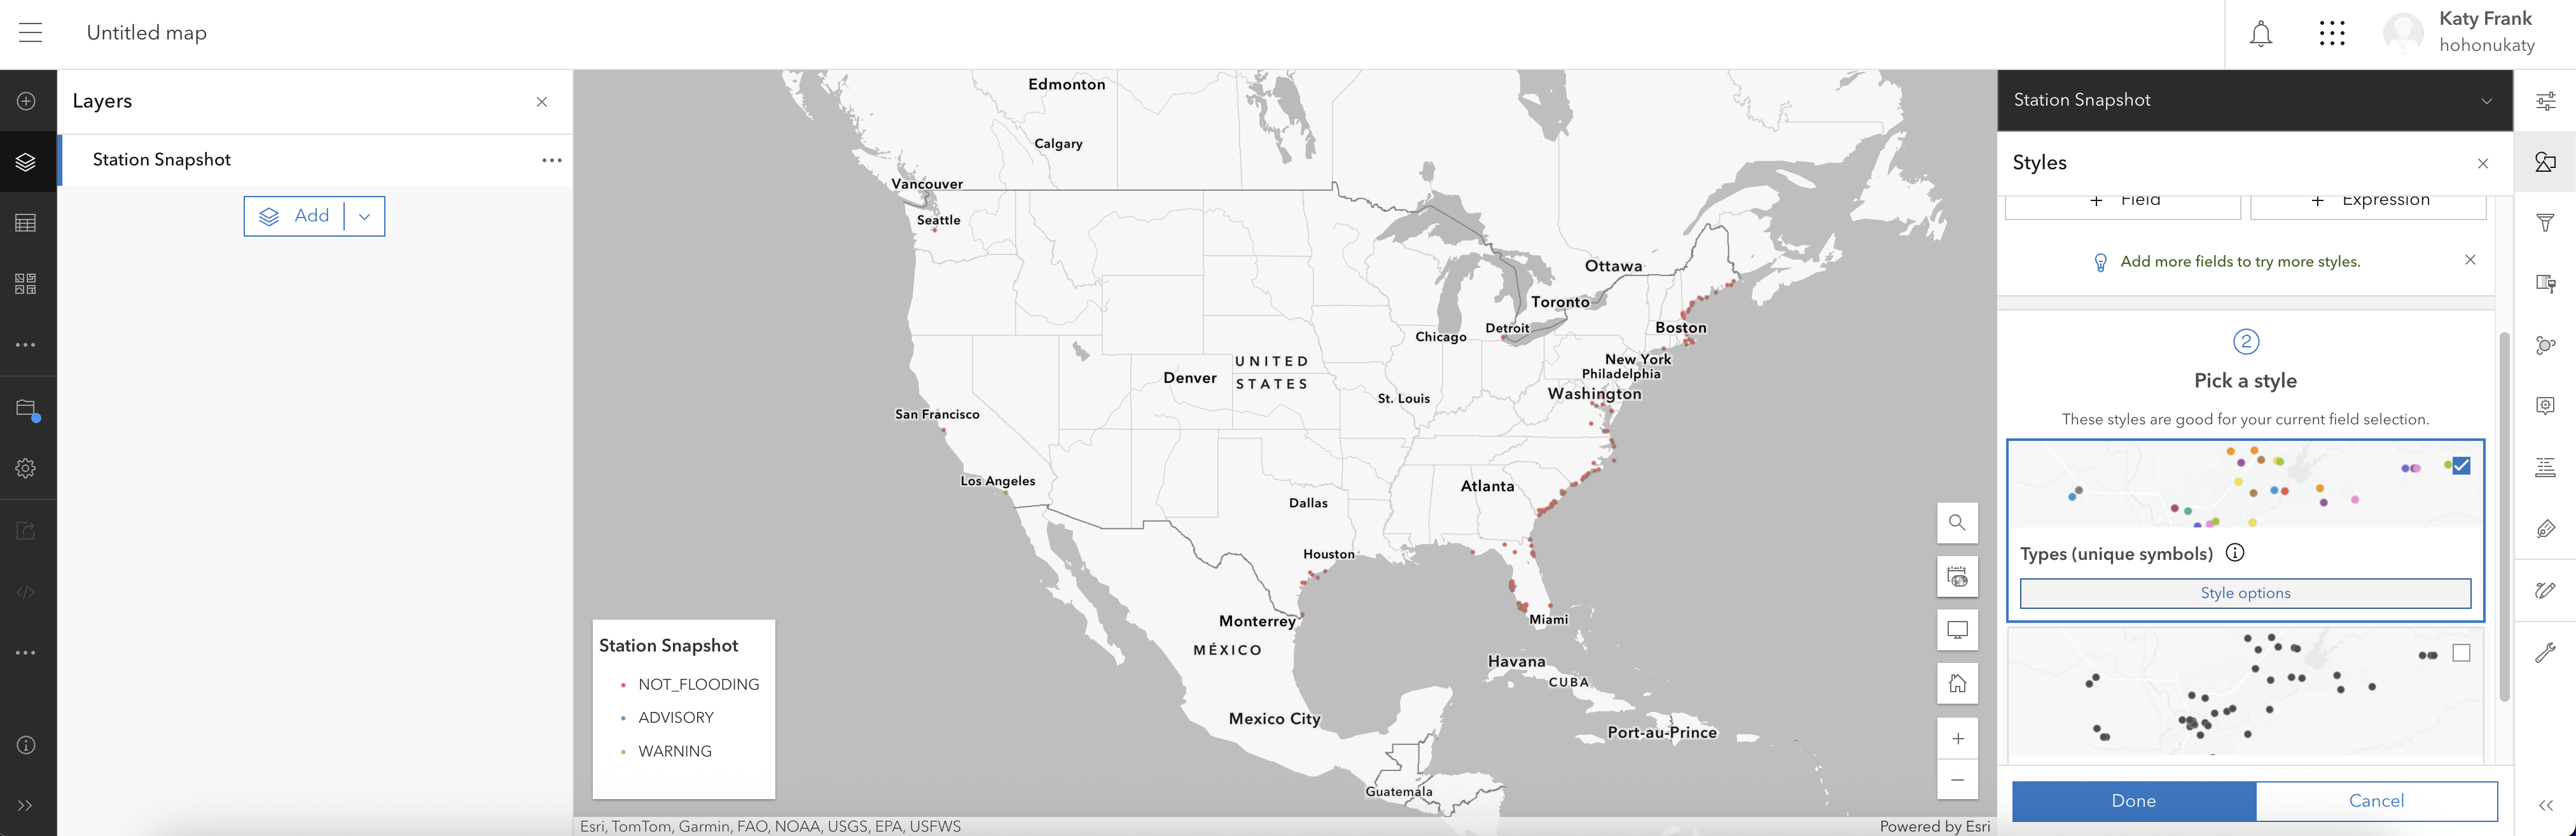 Untitled map
Katy Frank
hohonukaty
Layers
Station Snapshot
Add
Edmonton
Calgary
Vancouver
Seattle
Ottawa
Toronto
Detroit
Boston
Chicago
New York
Philadelphia
UNITED
STATES
Denver
St. Louis
Washington
San Francisco
Los Angeles
Atlanta
Dallas
Houston
Miami
Monterrey
MÉXICO
Havana
CUBA
Mexico City
Port-au-Prince
Guatemala
Station Snapshot
NOT_FLOODING
ADVISORY
WARNING
Esri, TomTom, Garmin, FAO, NOAA, USGS, EPA, USFWS
Powered by Esri
Station Snapshot
Styles
+ Field
+ Expression
Add more fields to try more styles.
2
Pick a style
These styles are good for your current field selection.
Types (unique symbols)
Style options
Done
Cancel